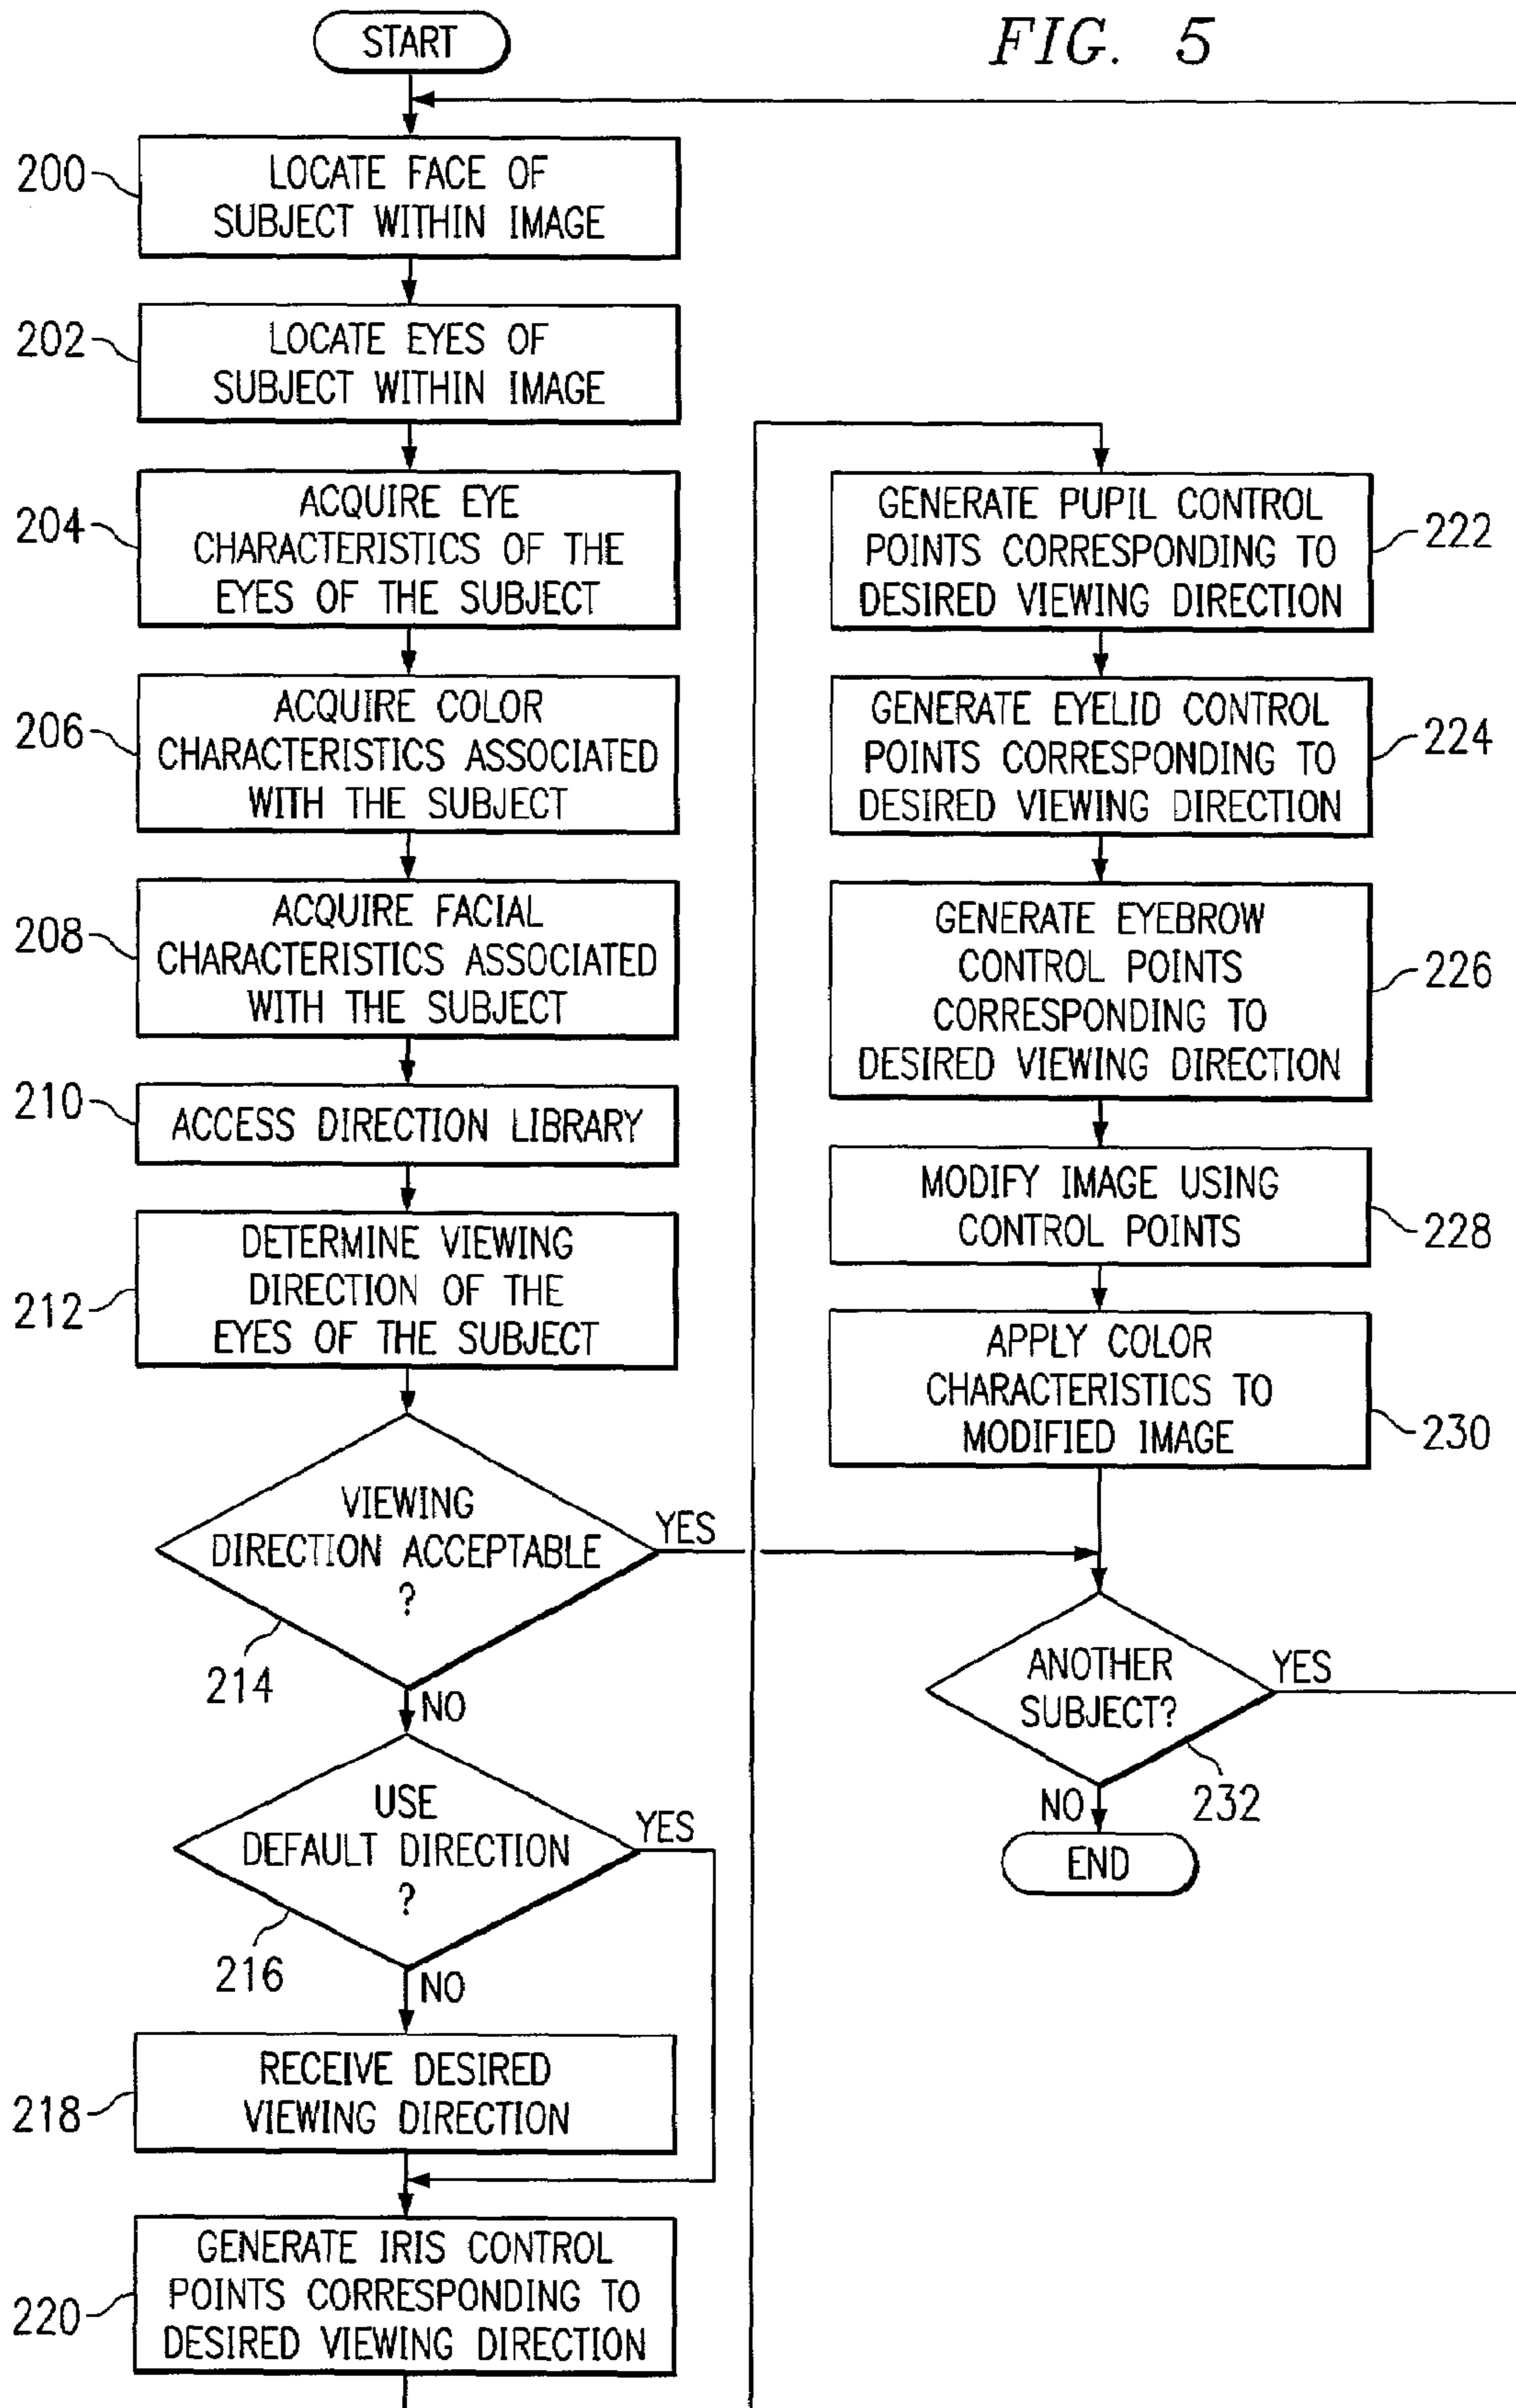 FIG. 5
START
200
LOCATE FACE OF
SUBJECT WITHIN IMAGE
202
LOCATE EYES OF
SUBJECT WITHIN IMAGE
204
ACQUIRE EYE
CHARACTERISTICS OF THE
EYES OF THE SUBJECT
206
ACQUIRE COLOR
CHARACTERISTICS ASSOCIATED
WITH THE SUBJECT
208
ACQUIRE FACIAL
CHARACTERISTICS ASSOCIATED
WITH THE SUBJECT
210
ACCESS DIRECTION LIBRARY
212
DETERMINE VIEWING
DIRECTION OF THE
EYES OF THE SUBJECT
VIEWING
DIRECTION ACCEPTABLE
?
YES
214
NO
USE
DEFAULT DIRECTION
?
YES
216
NO
218
RECEIVE DESIRED
VIEWING DIRECTION
220
GENERATE IRIS CONTROL
POINTS CORRESPONDING TO
DESIRED VIEWING DIRECTION
GENERATE PUPIL CONTROL
POINTS CORRESPONDING TO
DESIRED VIEWING DIRECTION
222
GENERATE EYELID CONTROL
POINTS CORRESPONDING TO
DESIRED VIEWING DIRECTION
224
GENERATE EYEBROW
CONTROL POINTS
CORRESPONDING TO
DESIRED VIEWING DIRECTION
226
MODIFY IMAGE USING
CONTROL POINTS
228
APPLY COLOR
CHARACTERISTICS TO
MODIFIED IMAGE
230
ANOTHER
SUBJECT?
YES
232
NO
END